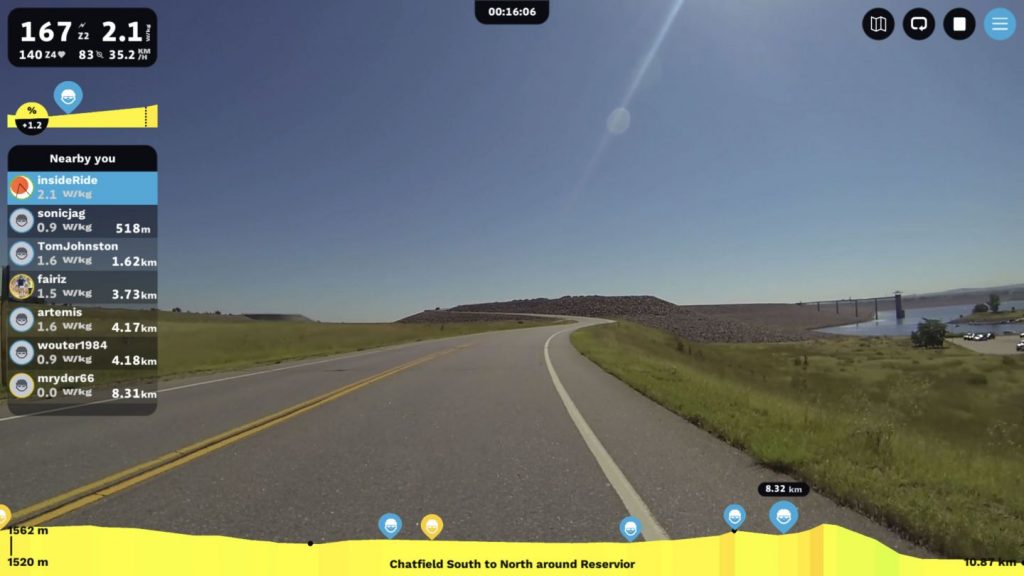 00:16:06
167 Z2 2.1 W/kg
140 Z4 83 35.2 KM/H
%
+1.2
Nearby you
insideRide
2.1 W/kg
sonicjag
0.9 W/kg 518m
TomJohnston
1.6 W/kg 1.62km
fairiz
1.5 W/kg 3.73km
artemis
1.6 W/kg 4.17km
wouter1984
0.9 W/kg 4.18km
mryder66
0.0 W/kg 8.31km
8.32 km
1562 m
1520 m
Chatfield South to North around Reservior
10.87 km